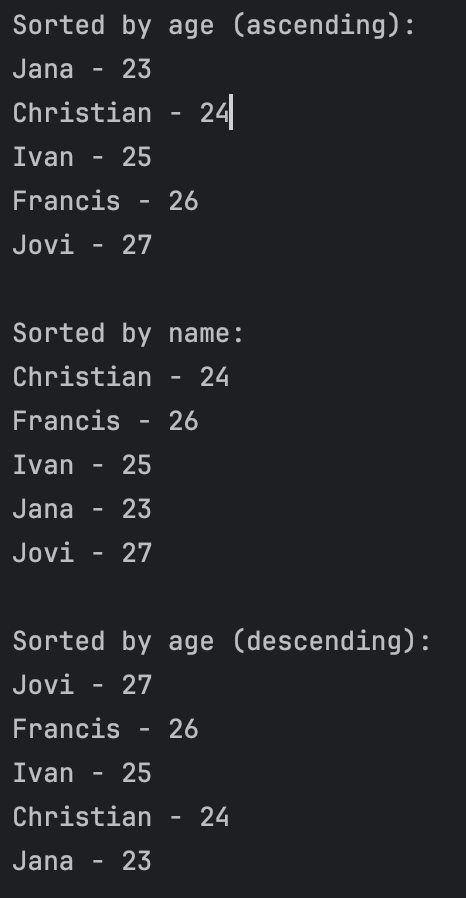 Sorted by age (ascending):
Jana - 23
Christian - 24
Ivan - 25
Francis - 26
Jovi - 27

Sorted by name:
Christian - 24
Francis - 26
Ivan - 25
Jana - 23
Jovi - 27

Sorted by age (descending):
Jovi - 27
Francis - 26
Ivan - 25
Christian - 24
Jana - 23